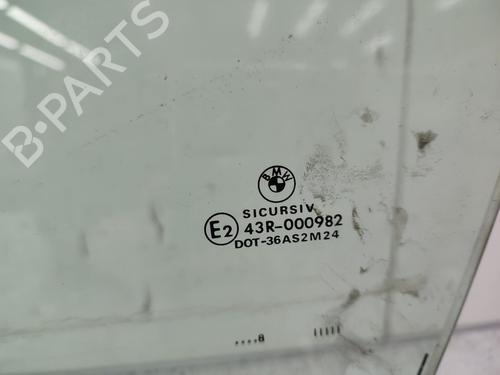 B-PARTS
BMW
SICURSIV
E2 43R-000982
DOT-36AS2M24
....8 |||||